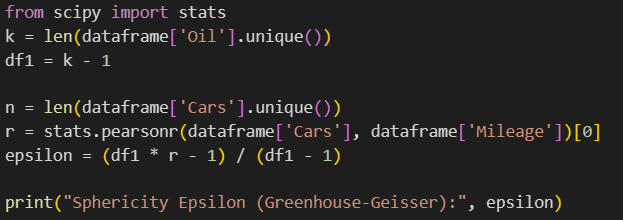 from scipy import stats
k = len(dataframe['Oil'].unique())
df1 = k - 1
n = len(dataframe['Cars'].unique())
r = stats.pearsonr(dataframe['Cars'], dataframe['Mileage'])[0]
epsilon = (df1 * r - 1) / (df1 - 1)
print("Sphericity Epsilon (Greenhouse-Geisser):", epsilon)